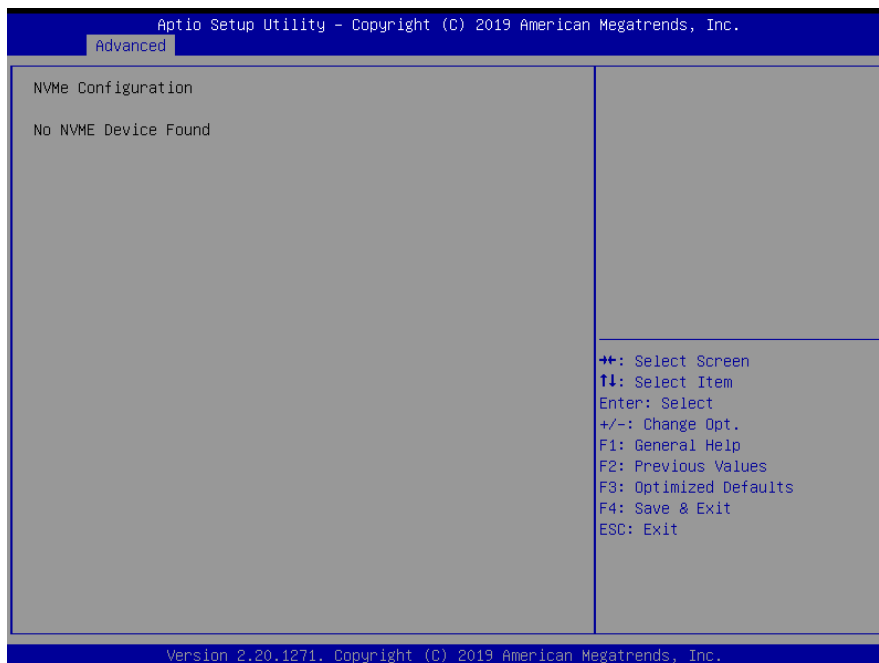 Aptio Setup Utility – Copyright (C) 2019 American Megatrends, Inc.
Advanced
NVMe Configuration
No NVME Device Found
→←: Select Screen
↑↓: Select Item
Enter: Select
+/-: Change Opt.
F1: General Help
F2: Previous Values
F3: Optimized Defaults
F4: Save & Exit
ESC: Exit
Version 2.20.1271. Copyright (C) 2019 American Megatrends, Inc.